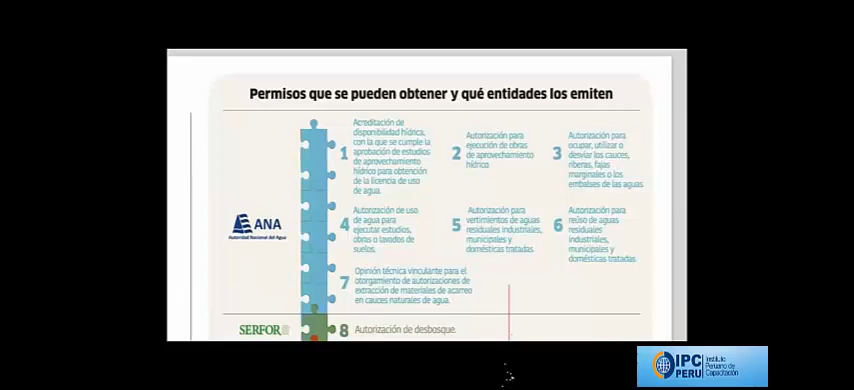 Permisos que se pueden obtener y qué entidades los emiten
1
Acreditación de
disponibilidad hídrica,
con la que se cumple la
aprobación de estudios
de aprovechamiento
hídrico para obtención
de la licencia de uso
de agua.
2
Autorización para
ejecución de obras
de aprovechamiento
hídrico.
3
Autorización para
ocupar, utilizar o
desviar los cauces,
riberas, fajas
marginales o los
embalses de las aguas.
ANA
Autoridad Nacional del Agua
4
Autorización de uso
de agua para
ejecutar estudios,
obras o lavados de
suelos.
5
Autorización para
vertimientos de aguas
residuales industriales,
municipales y
domésticas tratadas.
6
Autorización para
reúso de aguas
residuales
industriales,
municipales y
domésticas tratadas.
7
Opinión técnica vinculante para el
otorgamiento de autorizaciones de
extracción de materiales de acarreo
en cauces naturales de agua.
SERFOR
8
Autorización de desbosque.
IPC
PERÚ
Instituto
Peruano de
Capacitación